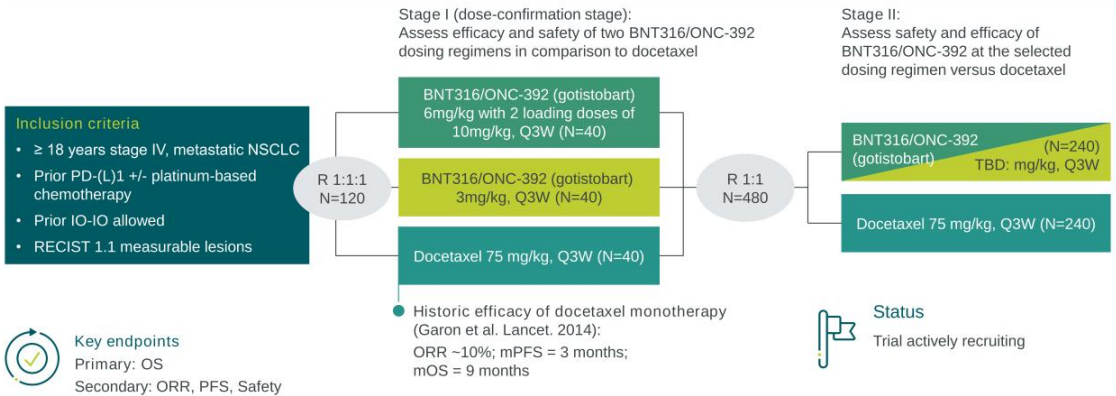 Stage I (dose-confirmation stage):
Assess efficacy and safety of two BNT316/ONC-392
dosing regimens in comparison to docetaxel
Stage II:
Assess safety and efficacy of
BNT316/ONC-392 at the selected
dosing regimen versus docetaxel
Inclusion criteria
• ≥ 18 years stage IV, metastatic NSCLC
• Prior PD-(L)1 +/- platinum-based
chemotherapy
• Prior IO-IO allowed
• RECIST 1.1 measurable lesions
R 1:1:1
N=120
BNT316/ONC-392 (gotistobart)
6mg/kg with 2 loading doses of
10mg/kg, Q3W (N=40)
BNT316/ONC-392 (gotistobart)
3mg/kg, Q3W (N=40)
Docetaxel 75 mg/kg, Q3W (N=40)
R 1:1
N=480
BNT316/ONC-392
(gotistobart)
(N=240)
TBD: mg/kg, Q3W
Docetaxel 75 mg/kg, Q3W (N=240)
Historic efficacy of docetaxel monotherapy
(Garon et al. Lancet. 2014):
ORR ~10%; mPFS = 3 months;
mOS = 9 months
Key endpoints
Primary: OS
Secondary: ORR, PFS, Safety
Status
Trial actively recruiting